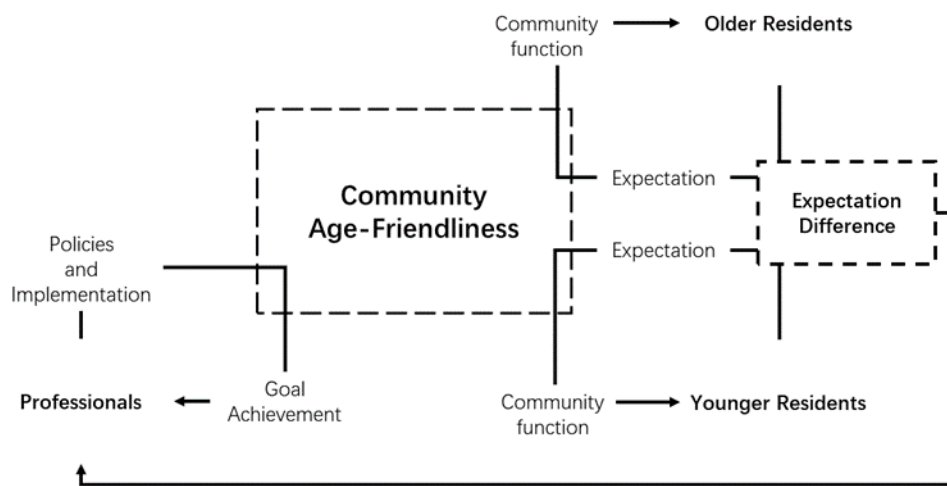 Community
function
Older Residents
Expectation
Community
Age-Friendliness
Expectation
Difference
Policies
and
Implementation
Expectation
Professionals
Goal
Achievement
Community
function
Younger Residents